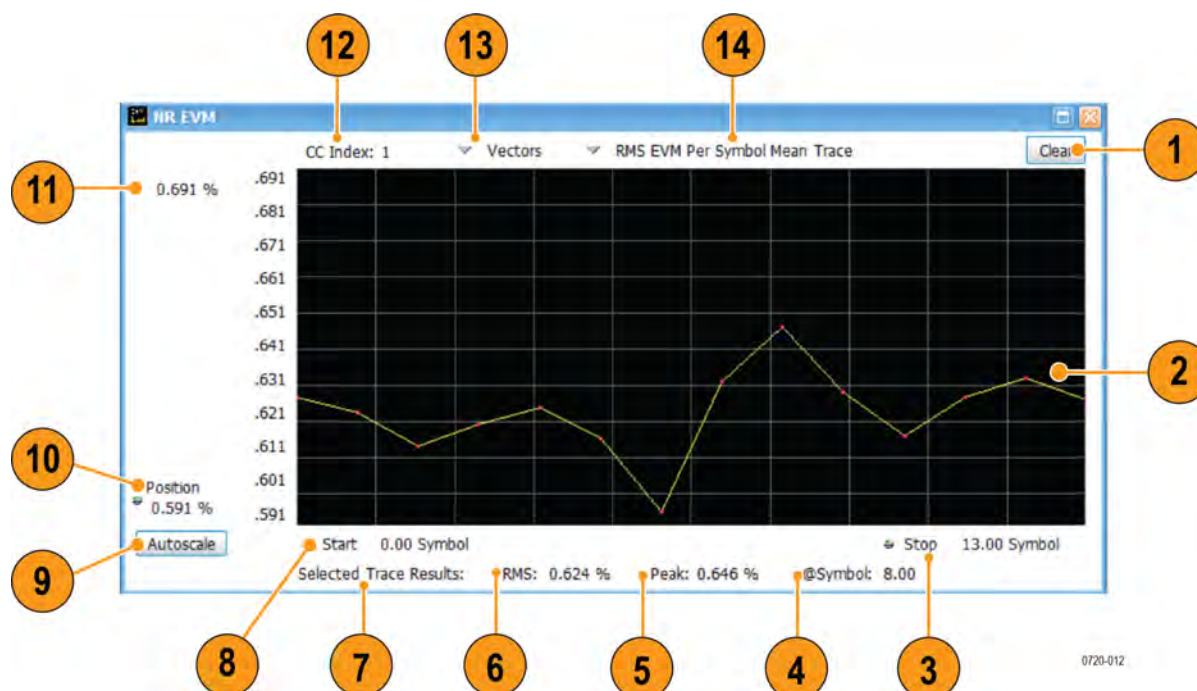 12 13 14
NR EVM
CC Index: 1 Vectors RMS EVM Per Symbol Mean Trace Clear
1
11
0.691 %
.691
.681
.671
.661
.651
.641
.631
.621
.611
.601
.591
2
10
Position
0.591 %
9
Autoscale
Start 0.00 Symbol Stop 13.00 Symbol
Selected Trace Results: RMS: 0.624 % Peak: 0.646 % @Symbol: 8.00
8 7 6 5 4 3
0720-012